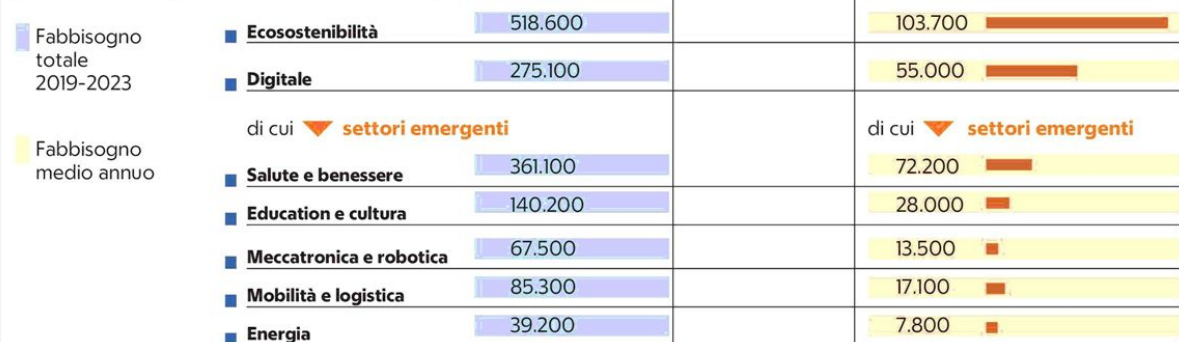 Fabbisogno
totale
2019-2023
Fabbisogno
medio annuo
Ecosostenibilità 518.600 103.700
Digitale 275.100 55.000
di cui settori emergenti di cui settori emergenti
Salute e benessere 361.100 72.200
Education e cultura 140.200 28.000
Meccatronica e robotica 67.500 13.500
Mobilità e logistica 85.300 17.100
Energia 39.200 7.800